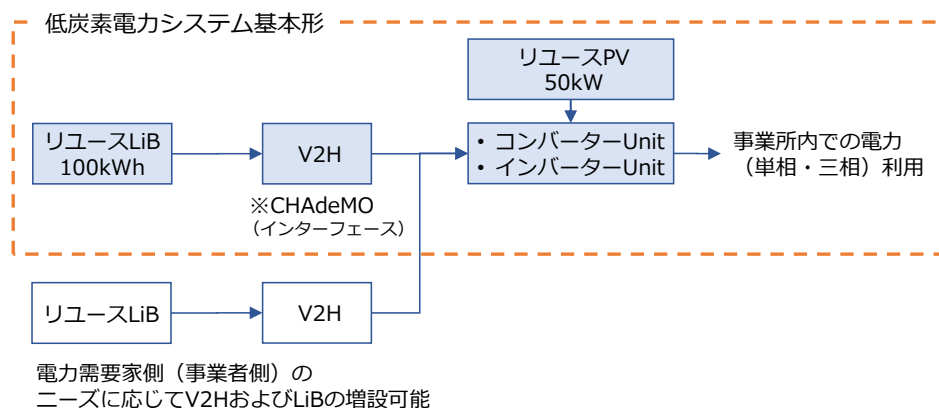 低炭素電力システム基本形
リユースPV
50kW
リユースLiB
100kWh
V2H
• コンバーターUnit
• インバーターUnit
事業所内での電力
（単相・三相）利用
※CHAdeMO
（インターフェース）
リユースLiB
V2H
電力需要家側（事業者側）の
ニーズに応じてV2HおよびLiBの増設可能